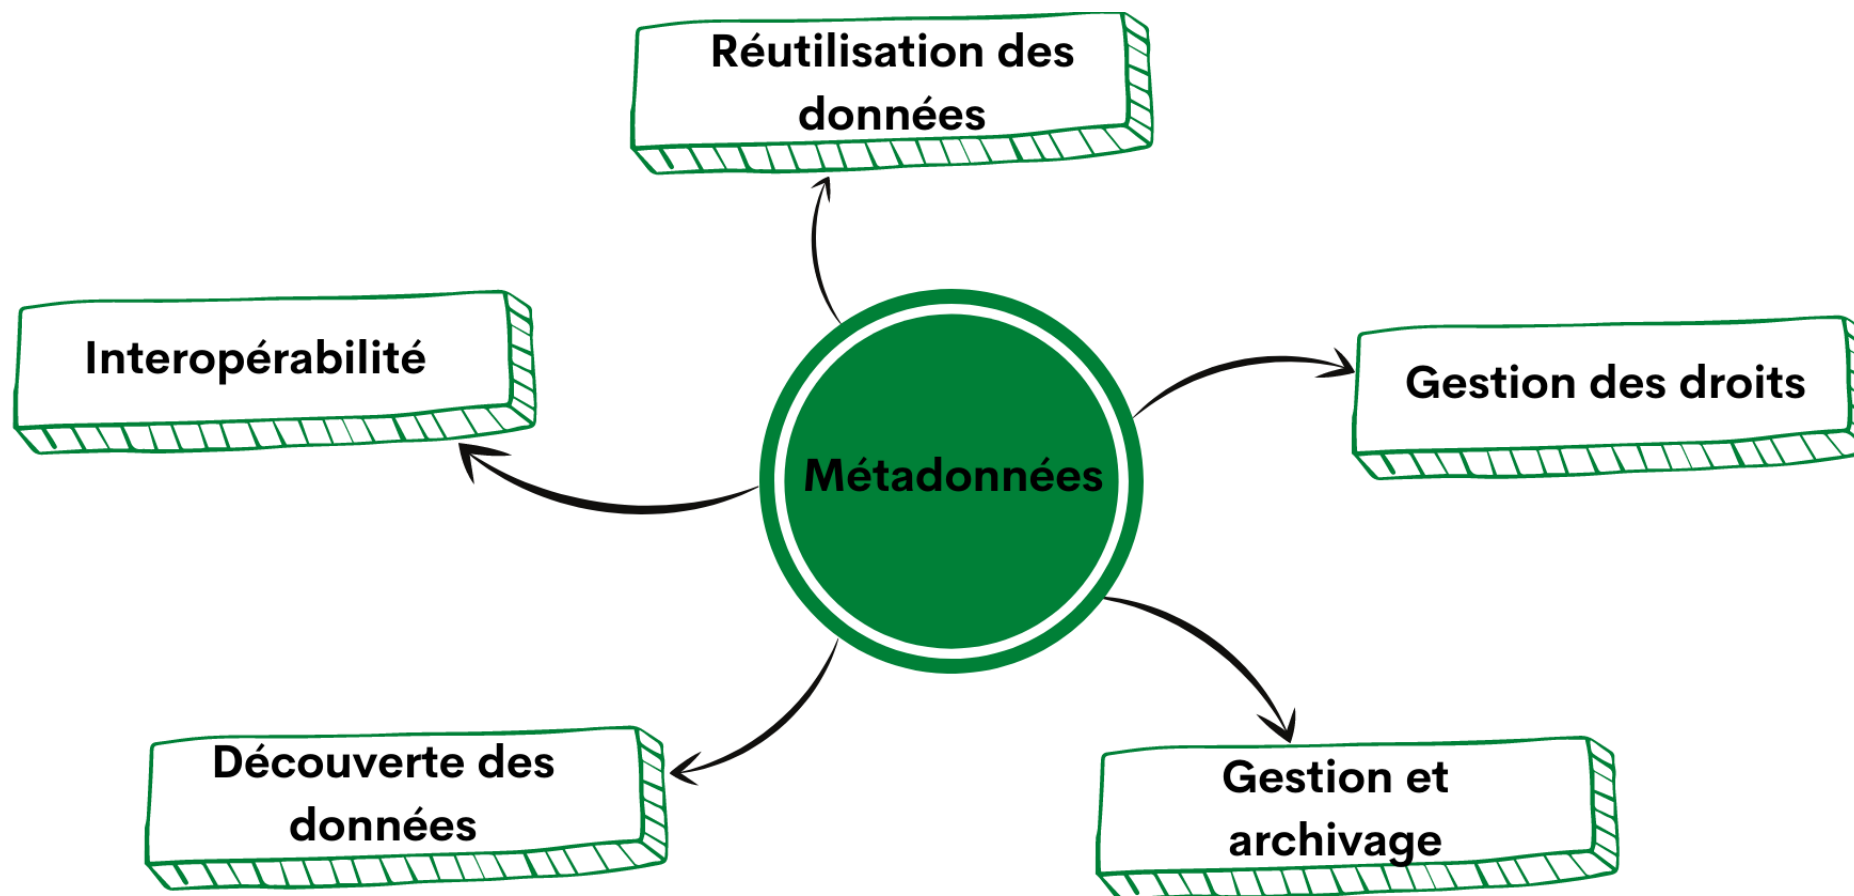 Réutilisation des
données
Interopérabilité
Gestion des droits
Métadonnées
Découverte des
données
Gestion et
archivage